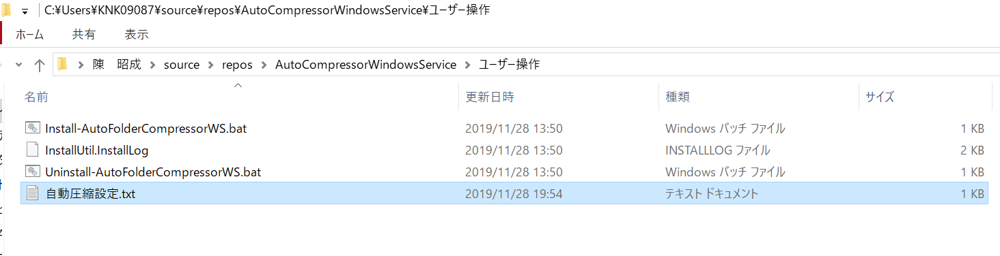 C:¥Users¥KNK09087¥source¥repos¥AutoCompressorWindowsService¥ユーザー操作
ホーム 共有 表示
陳 昭成 source repos AutoCompressorWindowsService ユーザー操作
名前 更新日時 種類 サイズ
Install-AutoFolderCompressorWS.bat 2019/11/28 13:50 Windows バッチ ファイル 1 KB
InstallUtil.InstallLog 2019/11/28 13:50 INSTALLLOG ファイル 2 KB
Uninstall-AutoFolderCompressorWS.bat 2019/11/28 13:50 Windows バッチ ファイル 1 KB
自動圧縮設定.txt 2019/11/28 19:54 テキスト ドキュメント 1 KB